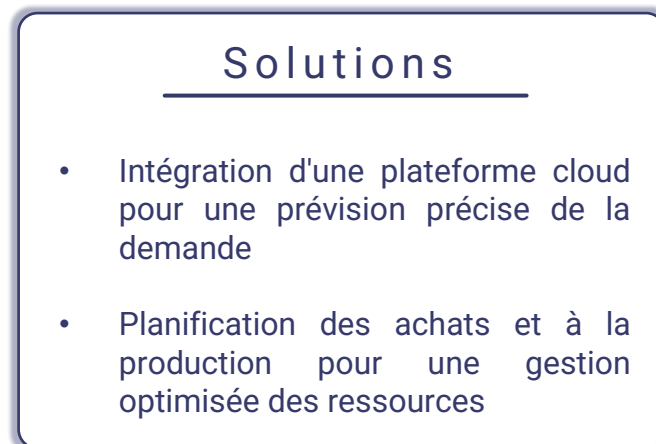 Solutions
• Intégration d'une plateforme cloud
pour une prévision précise de la
demande
• Planification des achats et à la
production pour une gestion
optimisée des ressources